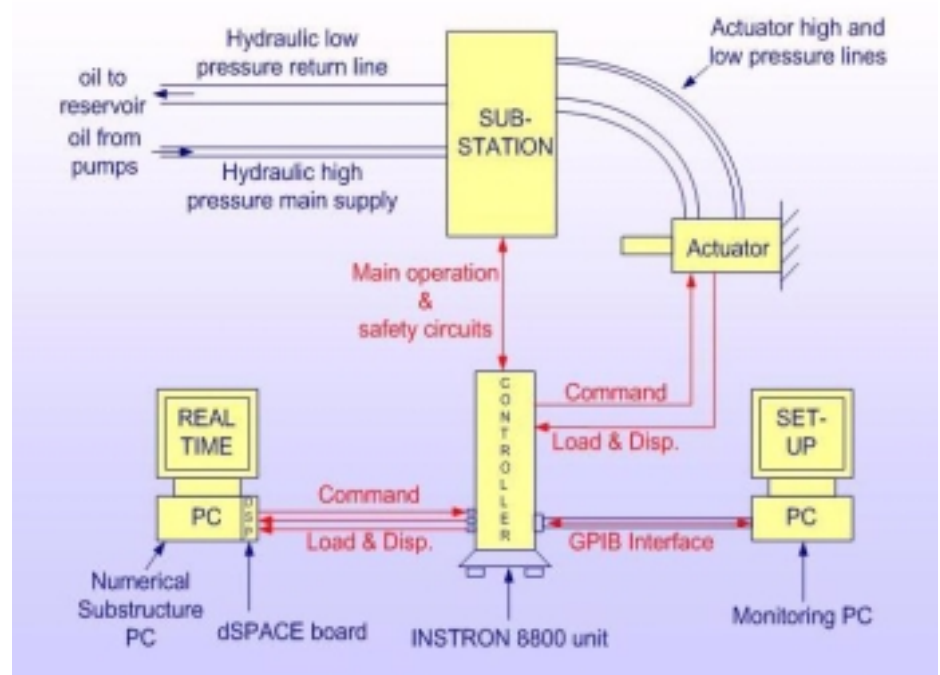 Hydraulic low
pressure return line
Actuator high and
low pressure lines
oil to
reservoir
oil from
pumps
SUB-
STATION
Hydraulic high
pressure main supply
Actuator
Main operation
&
safety circuits
CONTROLLER
Command
Load & Disp.
REAL
TIME
SET-
UP
PC
DSP
Command
Load & Disp.
GPIB Interface
PC
Numerical
Substructure
PC
dSPACE board
INSTRON 8800 unit
Monitoring PC